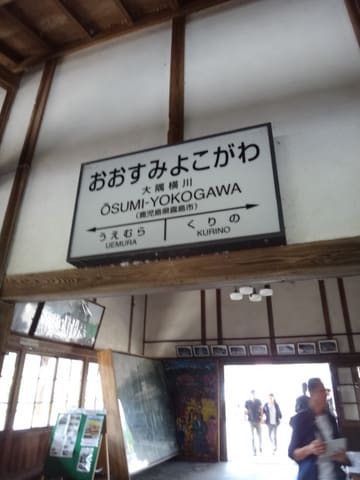 おおすみよこがわ
大隅横川
ŌSUMI-YOKOGAWA
(鹿児島県霧島市)
うえむら くりの
UEMURA KURINO